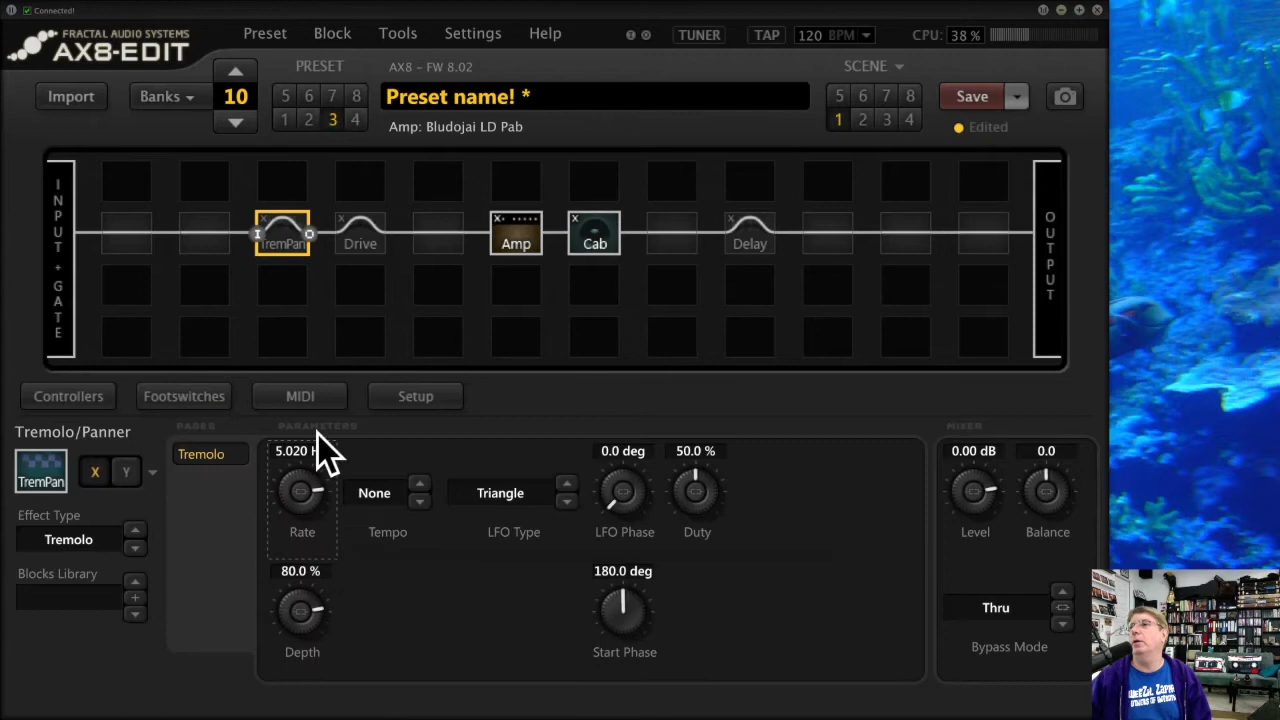 Connected!
FRACTAL AUDIO SYSTEMS
AX8-EDIT
Preset Block Tools Settings Help
TUNER TAP 120 BPM CPU: 38 %
PRESET
AX8 - FW 8.02
SCENE
Import Banks 10
5 6 7 8
1 2 3 4
Preset name! *
Amp: Bludojai LD Pab
5 6 7 8
1 2 3 4
Save
Edited
INPUT + GATE
X TremPan
X Drive
X Amp
X Cab
X Delay
OUTPUT
Controllers Footswitches MIDI Setup
Tremolo/Panner
TremPan X Y
Effect Type
Tremolo
Blocks Library
PAGES
Tremolo
PARAMETERS
5.020
Rate
None
Tempo
Triangle
LFO Type
0.0 deg
LFO Phase
50.0 %
Duty
80.0 %
Depth
180.0 deg
Start Phase
MIXER
0.00 dB
Level
0.0
Balance
Thru
Bypass Mode